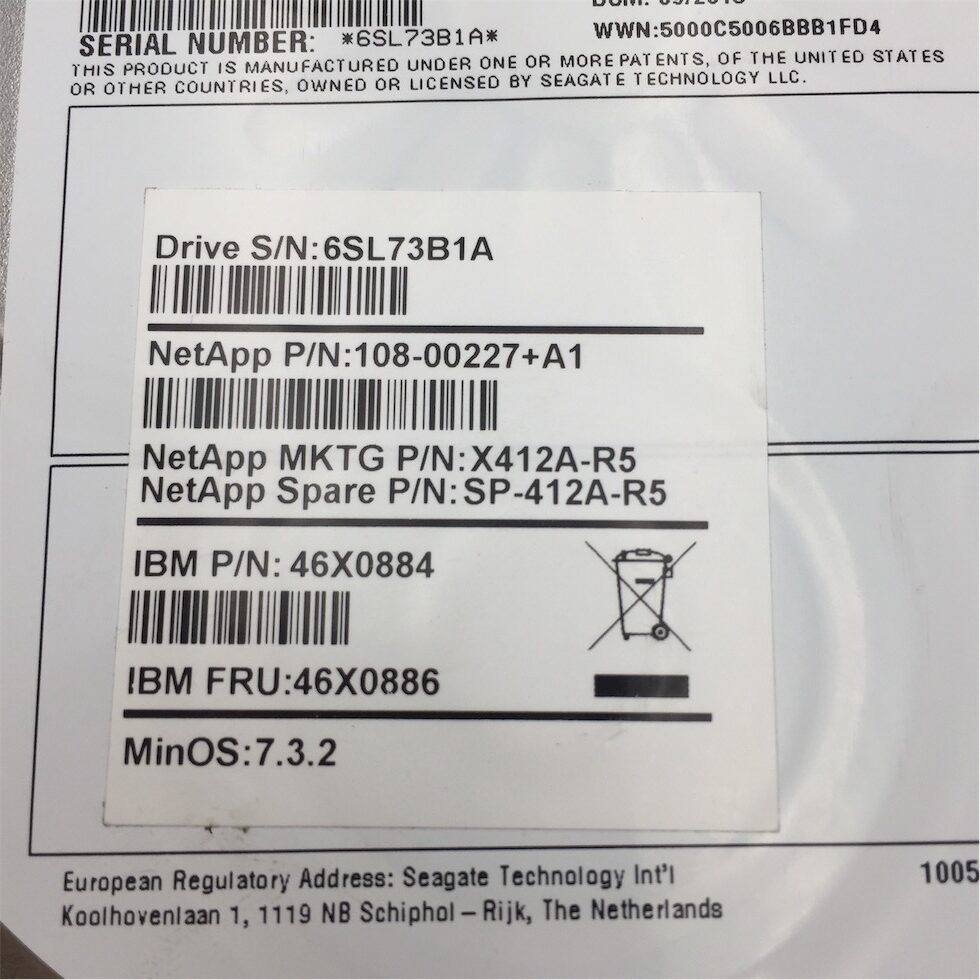 SERIAL NUMBER: *6SL73B1A*
WWN:5000C5006BBB1FD4
THIS PRODUCT IS MANUFACTURED UNDER ONE OR MORE PATENTS, OF THE UNITED STATES
OR OTHER COUNTRIES, OWNED OR LICENSED BY SEAGATE TECHNOLOGY LLC.
Drive S/N:6SL73B1A
NetApp P/N:108-00227+A1
NetApp MKTG P/N:X412A-R5
NetApp Spare P/N:SP-412A-R5
IBM P/N: 46X0884
IBM FRU:46X0886
MinOS:7.3.2
European Regulatory Address: Seagate Technology Int'l
1005
Koolhovenlaan 1, 1119 NB Schiphol – Rijk, The Netherlands